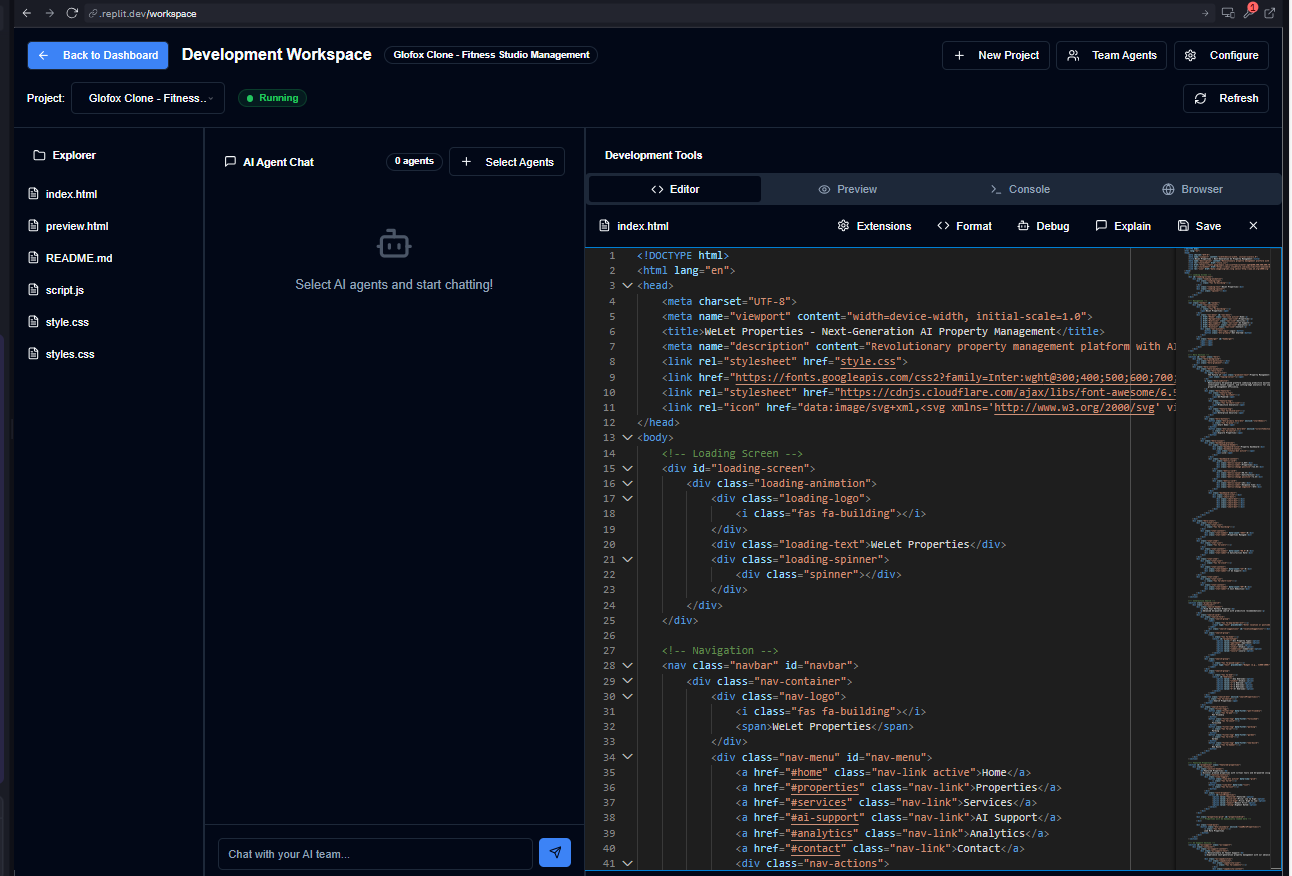 .replit.dev/workspace
1
Back to Dashboard
Development Workspace
Glofox Clone - Fitness Studio Management
New Project
Team Agents
Configure
Project:
Glofox Clone - Fitness..
Running
Refresh
Explorer
index.html
preview.html
README.md
script.js
style.css
styles.css
AI Agent Chat
0 agents
Select Agents
Select AI agents and start chatting!
Chat with your AI team...
Development Tools
Editor
Preview
Console
Browser
index.html
Extensions
Format
Debug
Explain
Save
1 <!DOCTYPE html>
2 <html lang="en">
3 <head>
4 <meta charset="UTF-8">
5 <meta name="viewport" content="width=device-width, initial-scale=1.0">
6 <title>WeLet Properties - Next-Generation AI Property Management</title>
7 <meta name="description" content="Revolutionary property management platform with AI
8 <link rel="stylesheet" href="style.css">
9 <link href="https://fonts.googleapis.com/css2?family=Inter:wght@300;400;500;600;700;
10 <link rel="stylesheet" href="https://cdnjs.cloudflare.com/ajax/libs/font-awesome/6.5
11 <link rel="icon" href="data:image/svg+xml,<svg xmlns='http://www.w3.org/2000/svg' vi
12 </head>
13 <body>
14 <!-- Loading Screen -->
15 <div id="loading-screen">
16 <div class="loading-animation">
17 <div class="loading-logo">
18 <i class="fas fa-building"></i>
19 </div>
20 <div class="loading-text">WeLet Properties</div>
21 <div class="loading-spinner">
22 <div class="spinner"></div>
23 </div>
24 </div>
25 </div>
26
27 <!-- Navigation -->
28 <nav class="navbar" id="navbar">
29 <div class="nav-container">
30 <div class="nav-logo">
31 <i class="fas fa-building"></i>
32 <span>WeLet Properties</span>
33 </div>
34 <div class="nav-menu" id="nav-menu">
35 <a href="#home" class="nav-link active">Home</a>
36 <a href="#properties" class="nav-link">Properties</a>
37 <a href="#services" class="nav-link">Services</a>
38 <a href="#ai-support" class="nav-link">AI Support</a>
39 <a href="#analytics" class="nav-link">Analytics</a>
40 <a href="#contact" class="nav-link">Contact</a>
41 <div class="nav-actions">